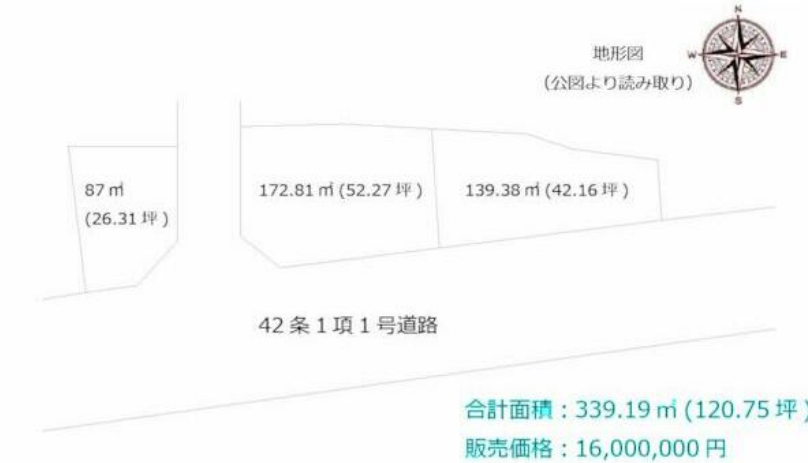 N
W
E
S
地形図
(公図より読み取り)
87㎡
(26.31坪)
172.81㎡(52.27坪)
139.38㎡(42.16坪)
42条1項1号道路
合計面積:339.19㎡(120.75坪)
販売価格:16,000,000円